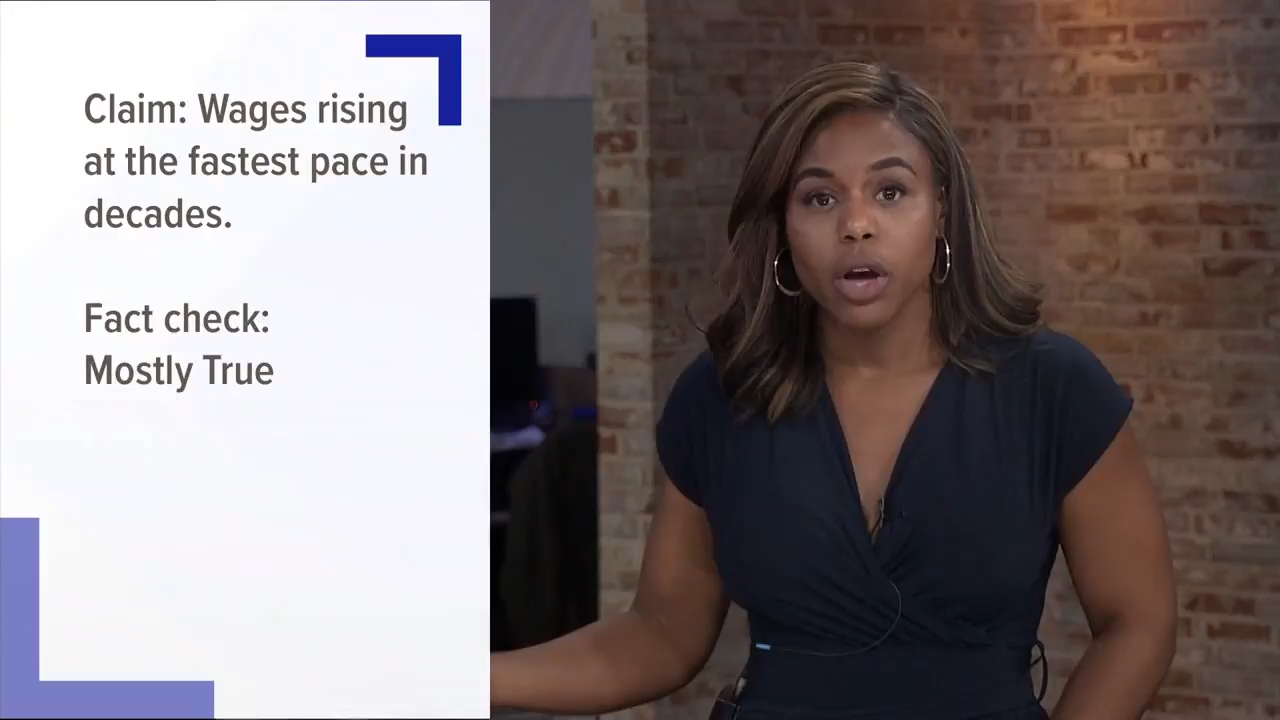 Claim: Wages rising
at the fastest pace in
decades.
Fact check:
Mostly True